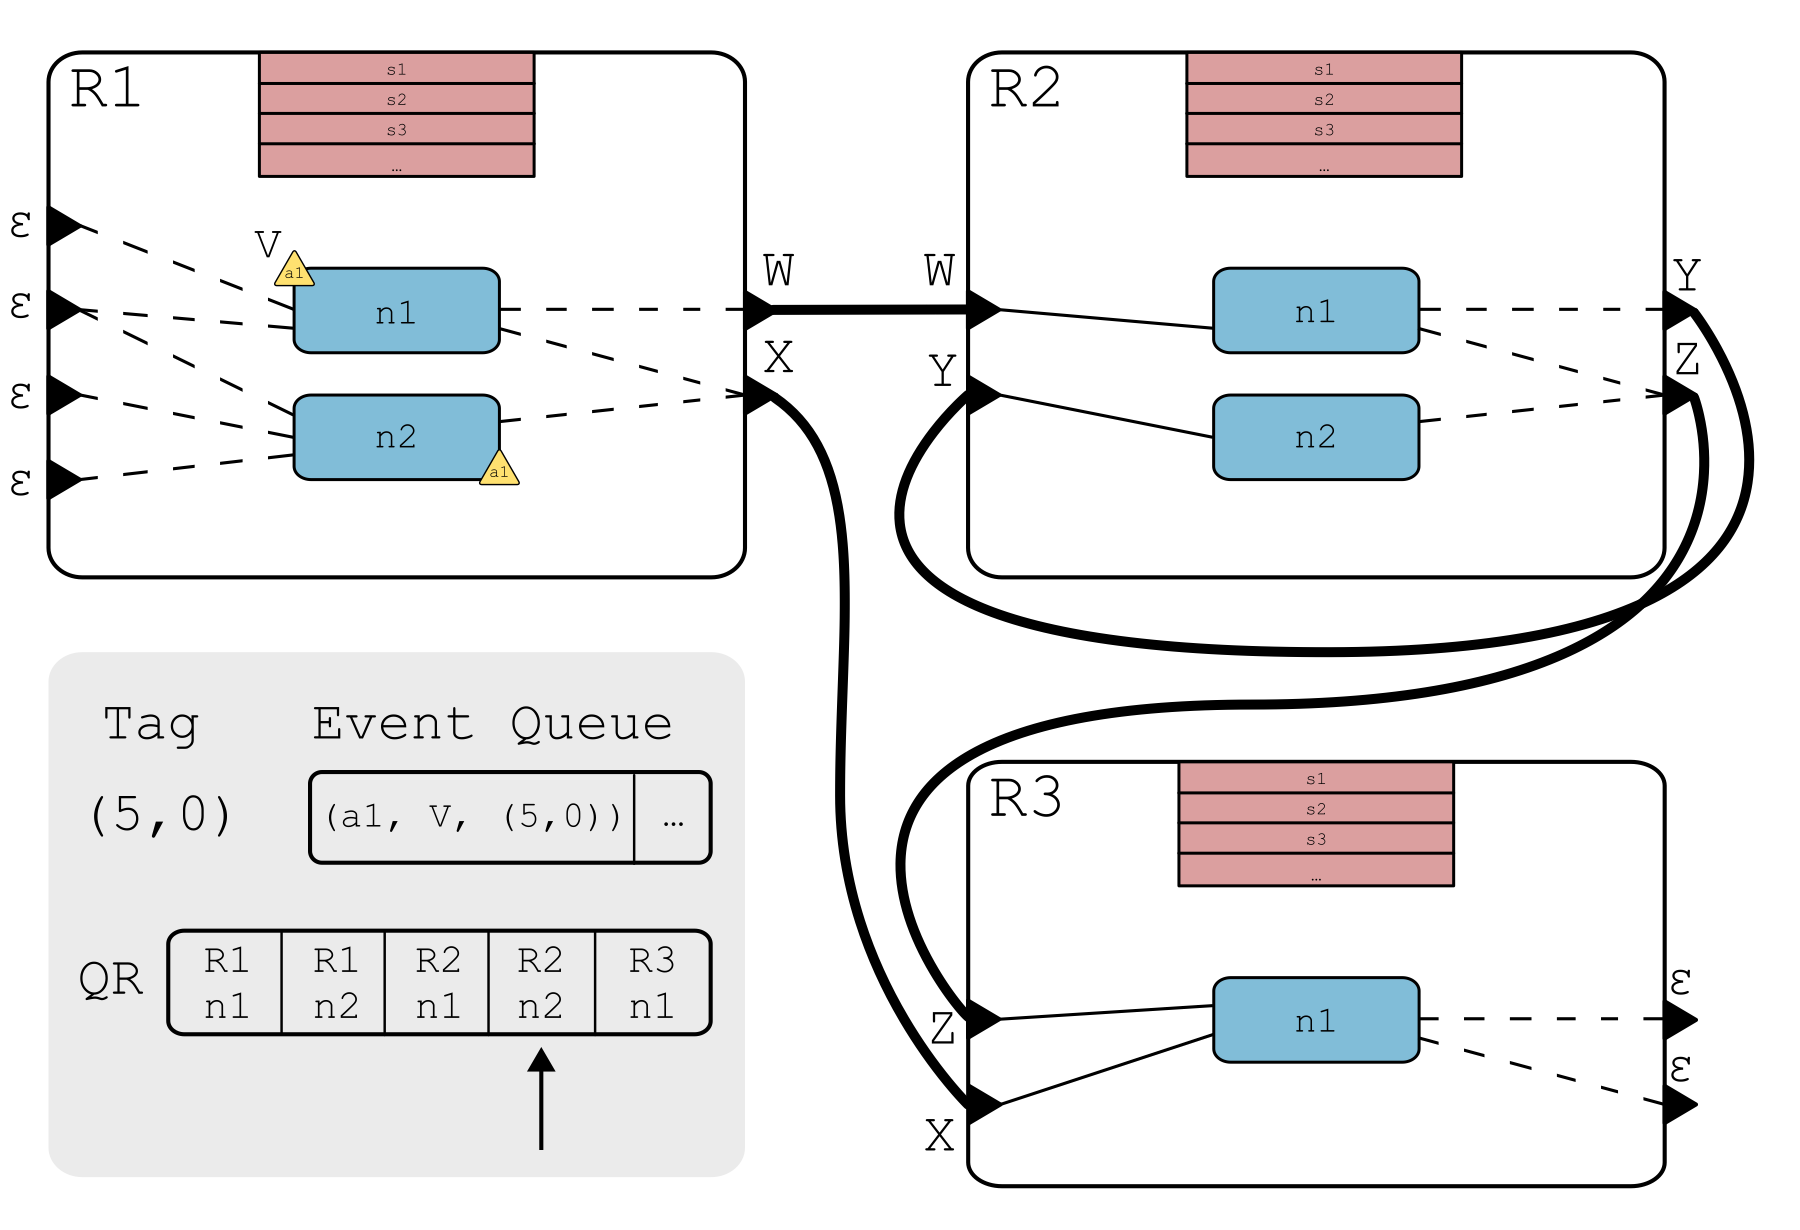 R1
s1
s2
s3
...
ε
ε
ε
ε
V
a1
n1
n2
a1
W
X
R2
s1
s2
s3
...
W
Y
n1
n2
Y
Z
Tag
Event Queue
(5,0)
(a1, V, (5,0))
...
QR
R1 R1 R2 R2 R3
n1 n2 n1 n2 n1
R3
s1
s2
s3
...
Z
X
n1
ε
ε